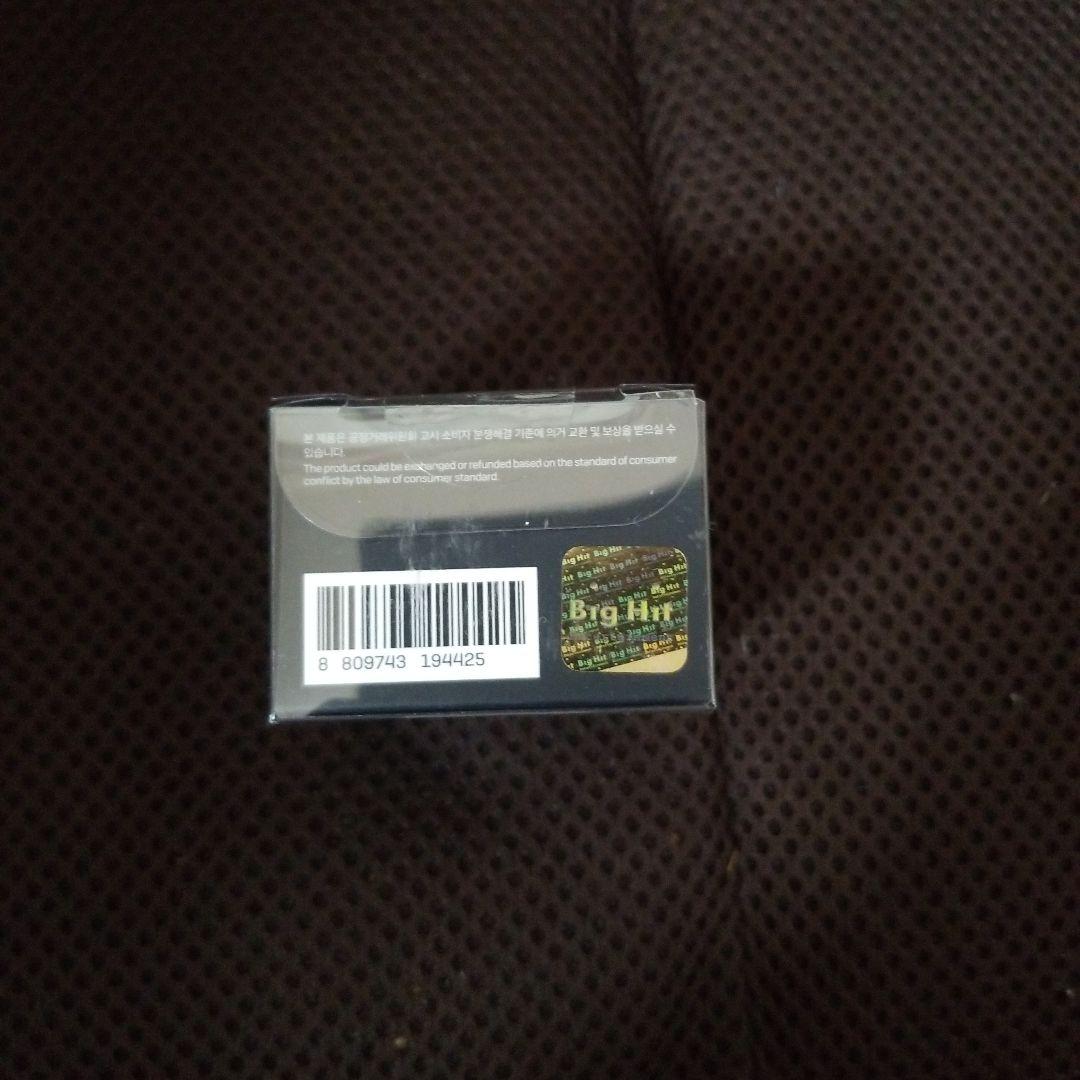 본 제품은 공정거래위원회 고시 소비자 분쟁해결 기준에 의거 교환 및 보상을 받으실 수
있습니다.
The product could be exchanged or refunded based on the standard of consumer
conflict by the law of consumer standard.
8 809743 194425
Big Hit